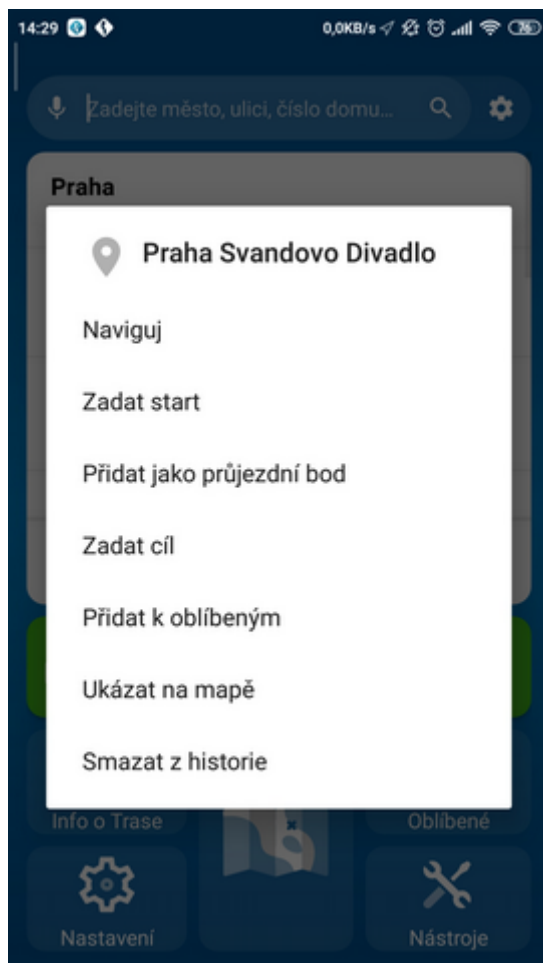 14:29 0,0KB/s 76
Zadejte město, ulici, číslo domu...
Praha
Praha Svandovo Divadlo
Naviguj
Zadat start
Přidat jako průjezdní bod
Zadat cíl
Přidat k oblíbeným
Ukázat na mapě
Smazat z historie
Info o Trase Oblíbené
Nastavení Nástroje